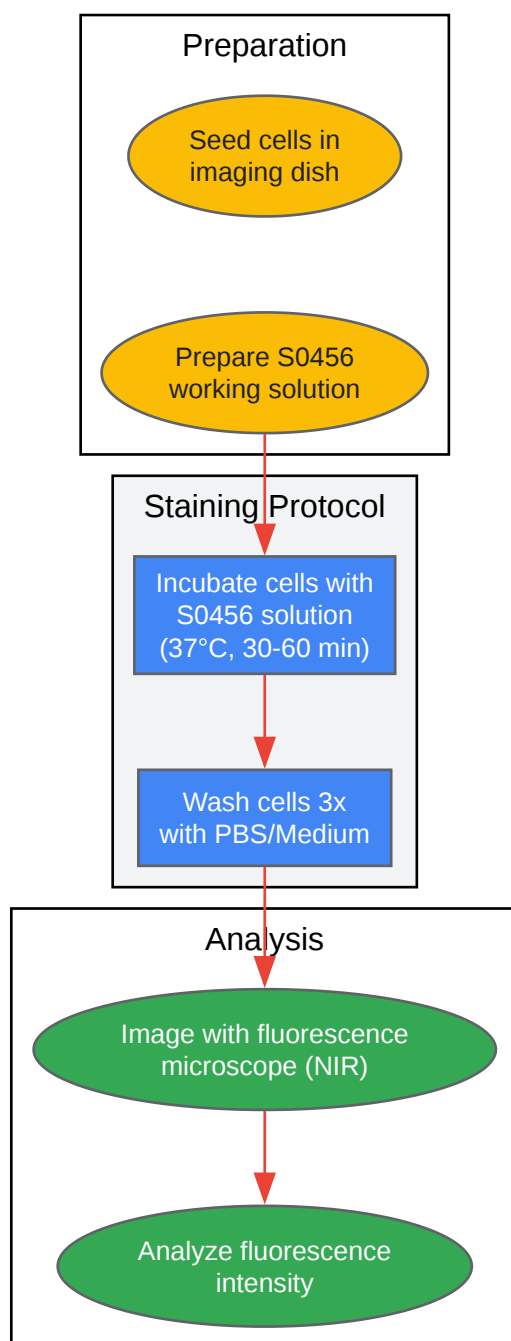 Preparation
Seed cells in
imaging dish
Prepare S0456
working solution
Staining Protocol
Incubate cells with
S0456 solution
(37°C, 30-60 min)
Wash cells 3x
with PBS/Medium
Analysis
Image with fluorescence
microscope (NIR)
Analyze fluorescence
intensity